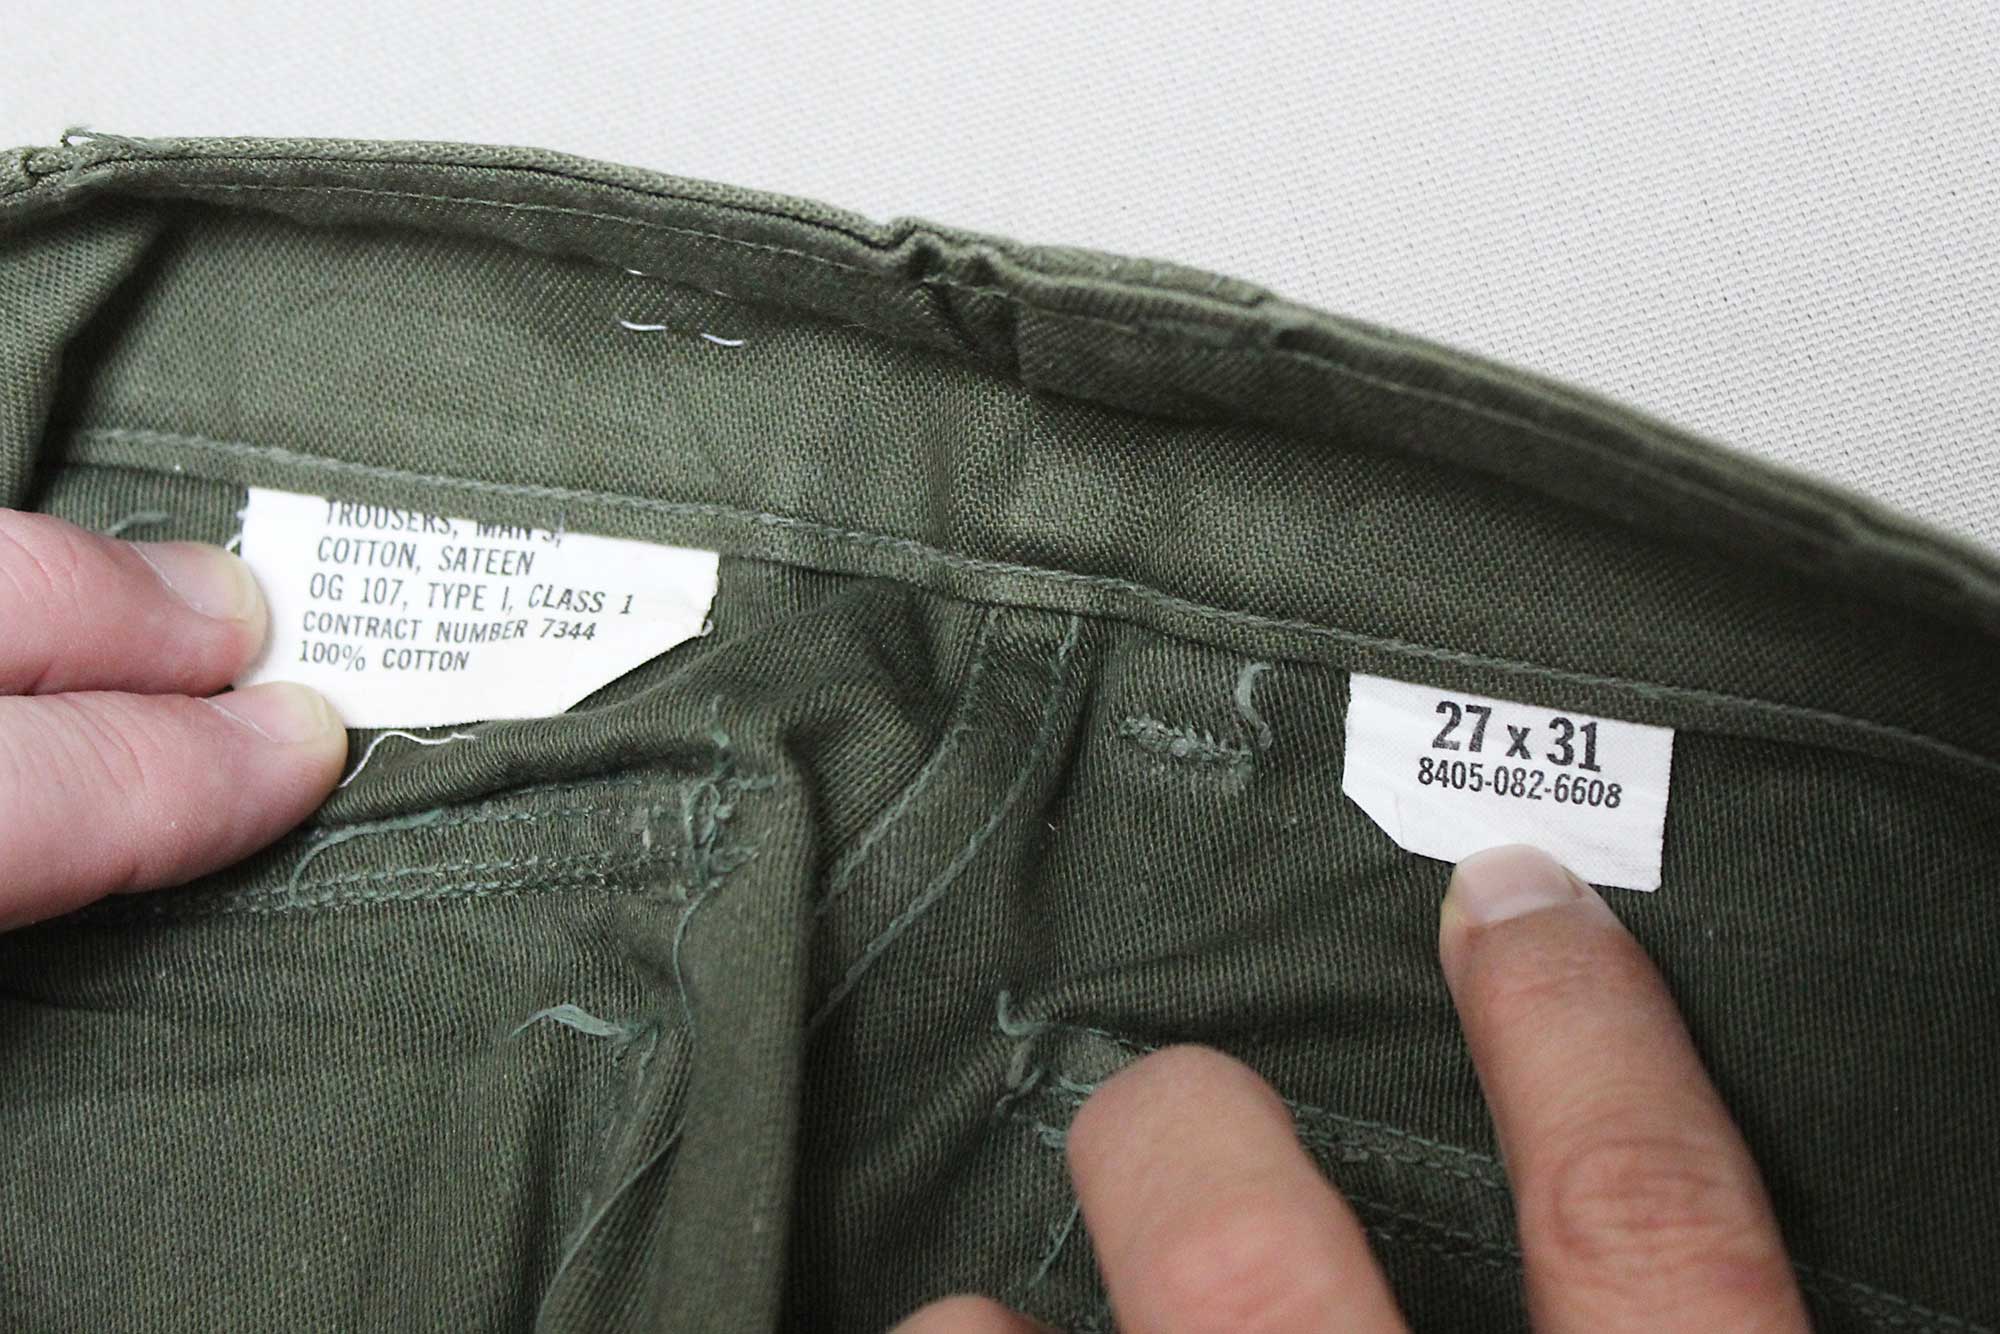 TROUSERS, MAN'S,
COTTON, SATEEN
OG 107, TYPE I, CLASS 1
CONTRACT NUMBER 7344
100% COTTON
27 x 31
8405-082-6608